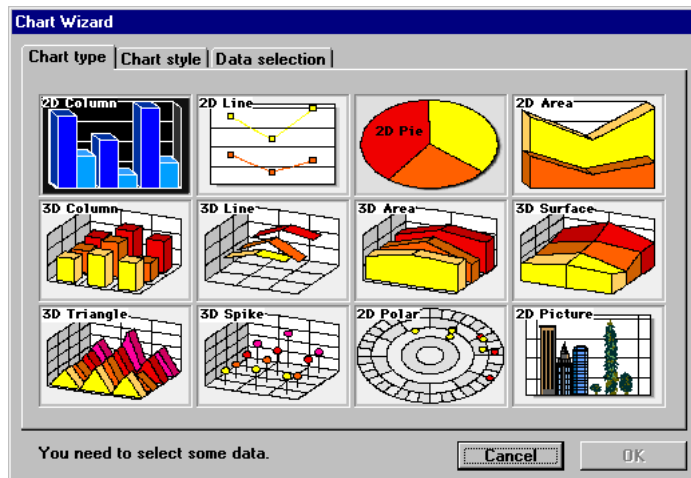 Chart Wizard
Chart type Chart style Data selection
2D Column 2D Line 2D Pie 2D Area
3D Column 3D Line 3D Area 3D Surface
3D Triangle 3D Spike 2D Polar 2D Picture
You need to select some data. Cancel OK